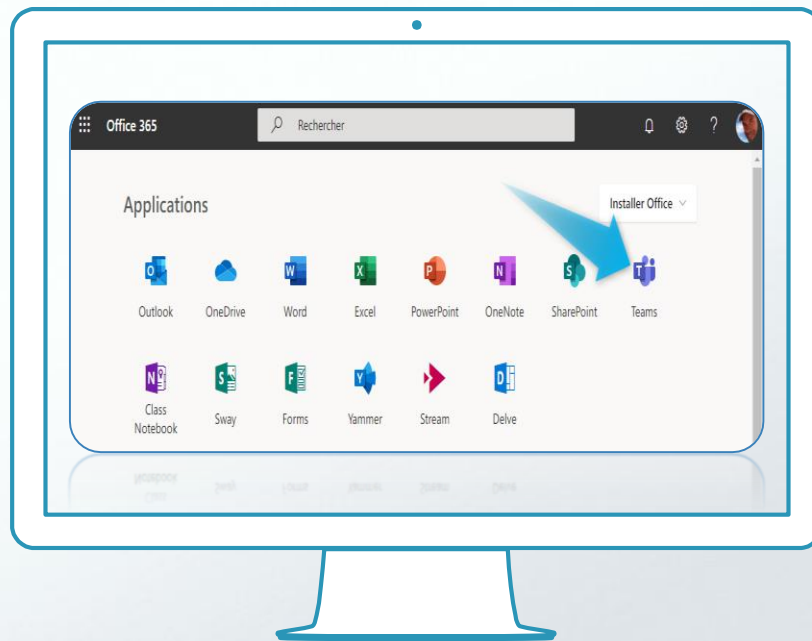 Office 365
Rechercher
?
Applications
Installer Office
Outlook OneDrive Word Excel PowerPoint OneNote SharePoint Teams
Class Notebook Sway Forms Yammer Stream Delve